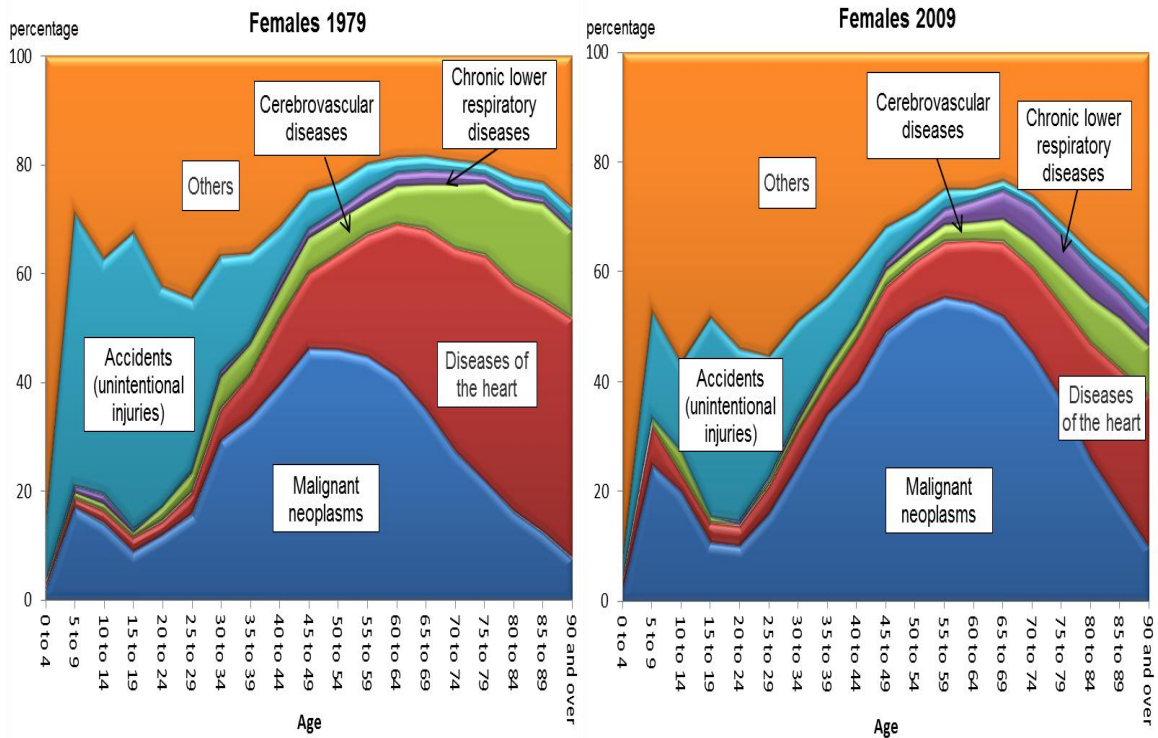 Females 1979
percentage
100
80
60
40
20
0
Cerebrovascular
diseases
Chronic lower
respiratory
diseases
Others
Accidents
(unintentional
injuries)
Diseases of
the heart
Malignant
neoplasms
0 to 4
5 to 9
10 to 14
15 to 19
20 to 24
25 to 29
30 to 34
35 to 39
40 to 44
45 to 49
50 to 54
55 to 59
60 to 64
65 to 69
70 to 74
75 to 79
80 to 84
85 to 89
90 and over
Age
Females 2009
percentage
100
80
60
40
20
0
Cerebrovascular
diseases
Chronic lower
respiratory
diseases
Others
Accidents
(unintentional
injuries)
Diseases
of the heart
Malignant
neoplasms
0 to 4
5 to 9
10 to 14
15 to 19
20 to 24
25 to 29
30 to 34
35 to 39
40 to 44
45 to 49
50 to 54
55 to 59
60 to 64
65 to 69
70 to 74
75 to 79
80 to 84
85 to 89
90 and over
Age